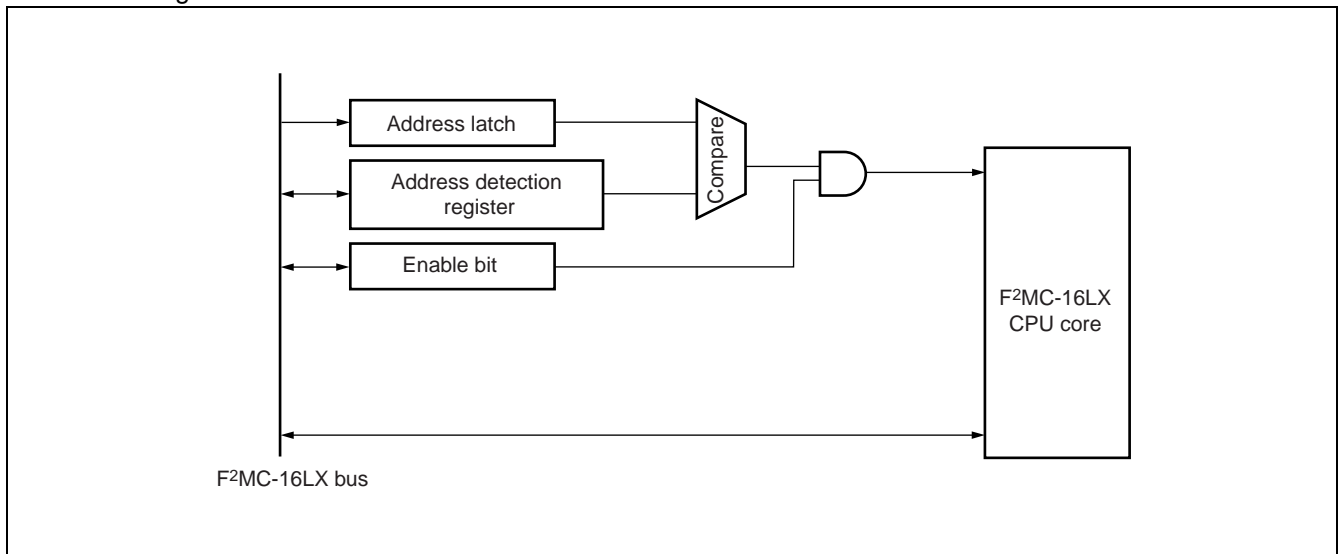 Address latch
Address detection
register
Enable bit
Compare
F²MC-16LX
CPU core
F²MC-16LX bus